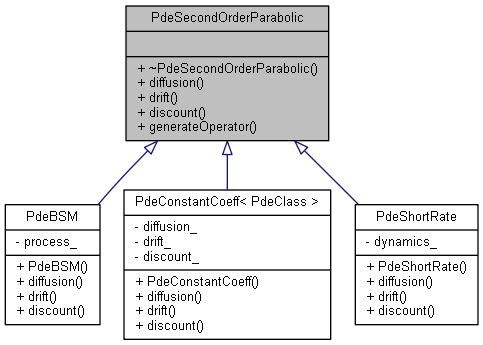 PdeSecondOrderParabolic
+ ~PdeSecondOrderParabolic()
+ diffusion()
+ drift()
+ discount()
+ generateOperator()
PdeBSM
- process_
+ PdeBSM()
+ diffusion()
+ drift()
+ discount()
PdeConstantCoeff< PdeClass >
- diffusion_
- drift_
- discount_
+ PdeConstantCoeff()
+ diffusion()
+ drift()
+ discount()
PdeShortRate
- dynamics_
+ PdeShortRate()
+ diffusion()
+ drift()
+ discount()